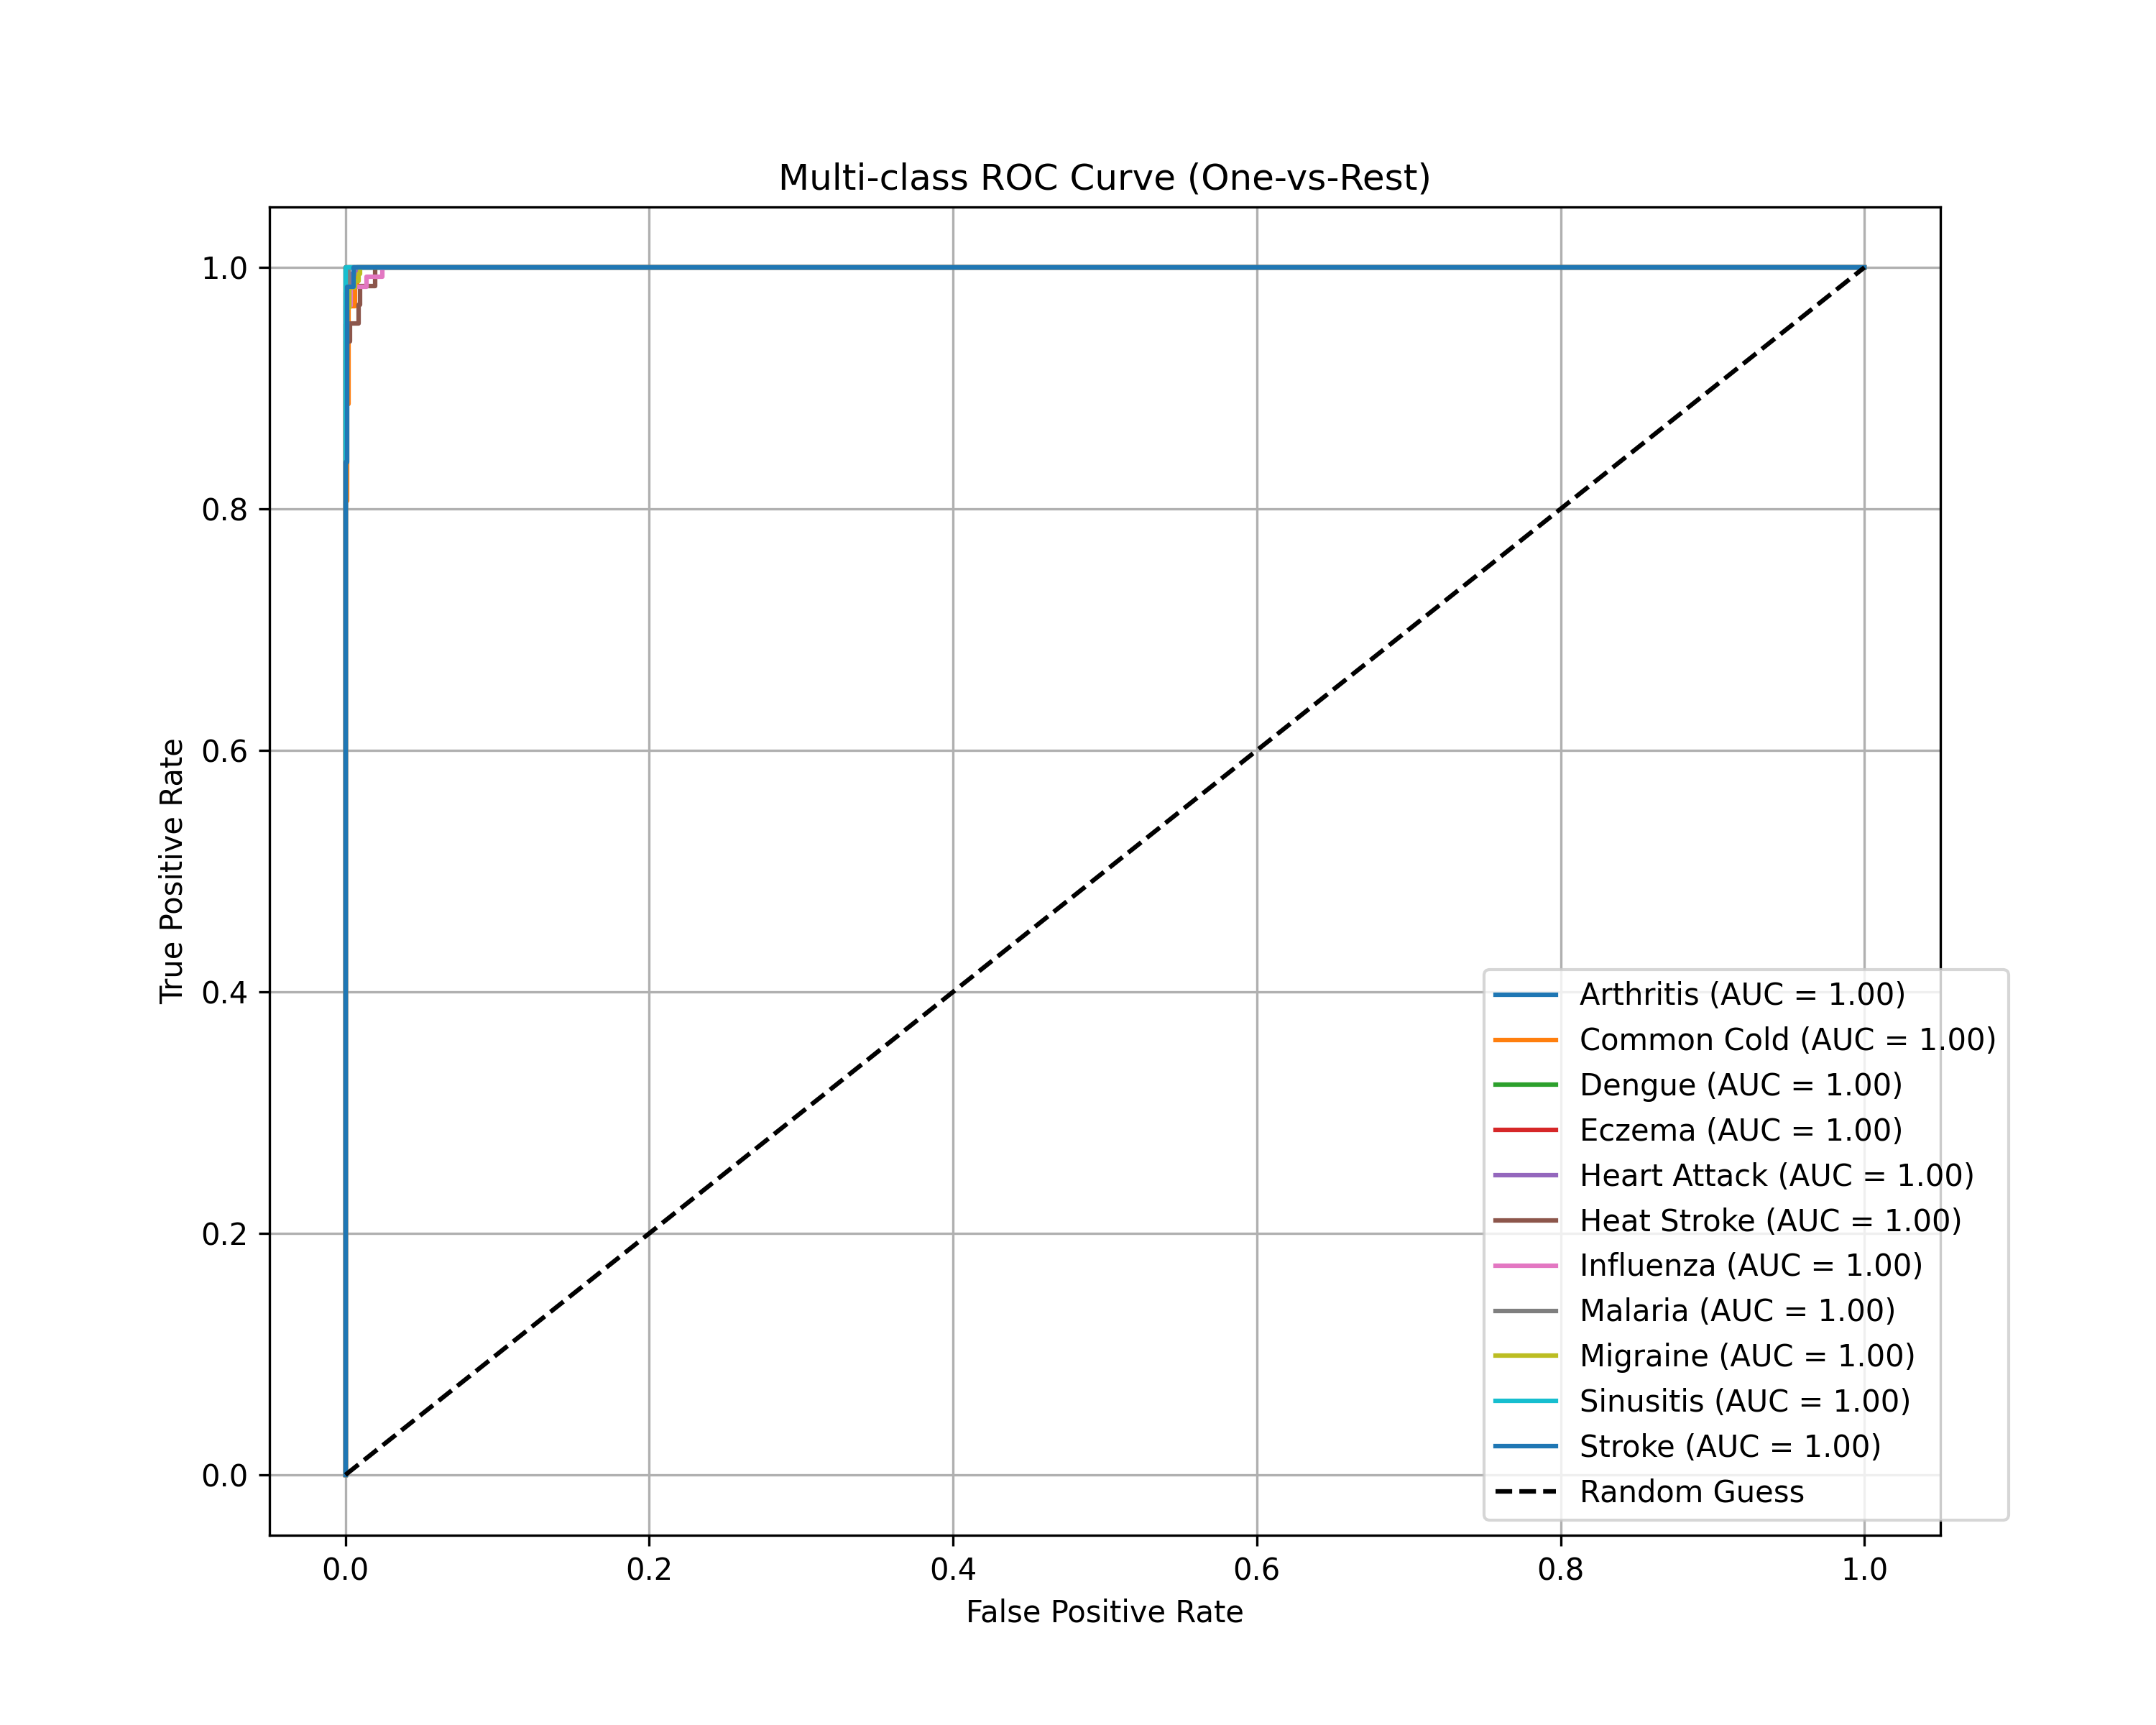 Multi-class ROC Curve (One-vs-Rest)
1.0
0.8
0.6
0.4
0.2
0.0
True Positive Rate
Arthritis (AUC = 1.00)
Common Cold (AUC = 1.00)
Dengue (AUC = 1.00)
Eczema (AUC = 1.00)
Heart Attack (AUC = 1.00)
Heat Stroke (AUC = 1.00)
Influenza (AUC = 1.00)
Malaria (AUC = 1.00)
Migraine (AUC = 1.00)
Sinusitis (AUC = 1.00)
Stroke (AUC = 1.00)
Random Guess
0.0 0.2 0.4 0.6 0.8 1.0
False Positive Rate